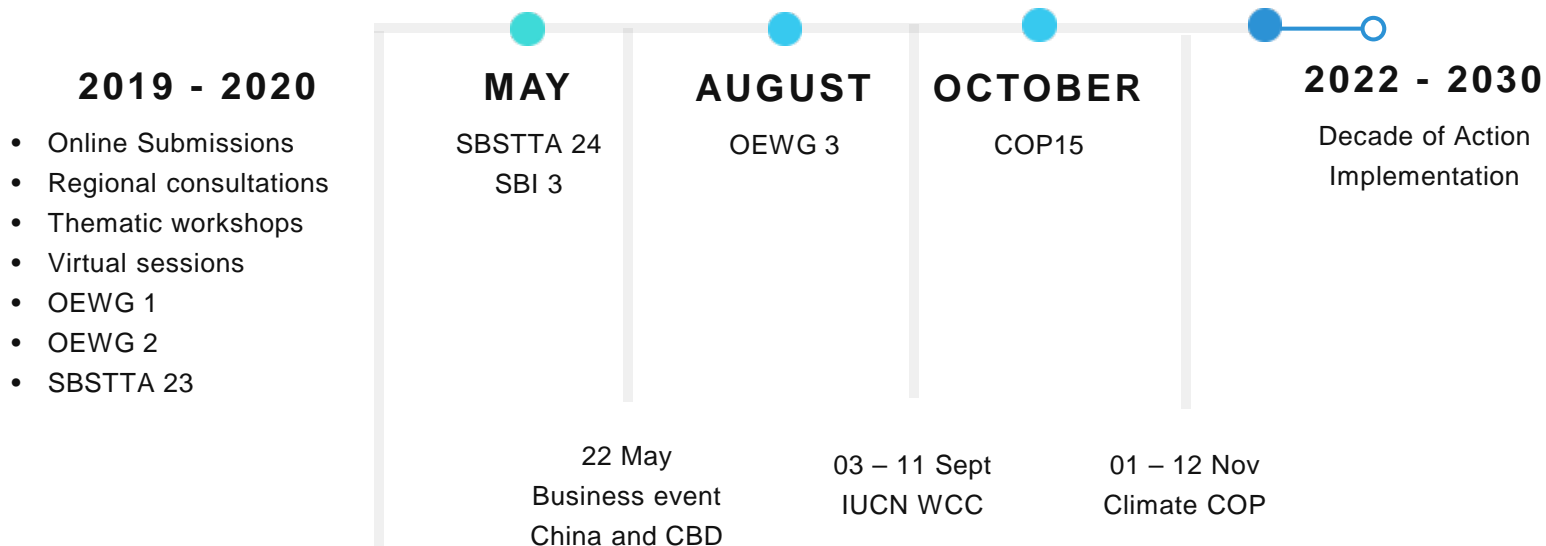 2019 - 2020
• Online Submissions
• Regional consultations
• Thematic workshops
• Virtual sessions
• OEWG 1
• OEWG 2
• SBSTTA 23
MAY
SBSTTA 24
SBI 3
AUGUST
OEWG 3
OCTOBER
COP15
2022 - 2030
Decade of Action
Implementation
22 May
Business event
China and CBD
03 – 11 Sept
IUCN WCC
01 – 12 Nov
Climate COP